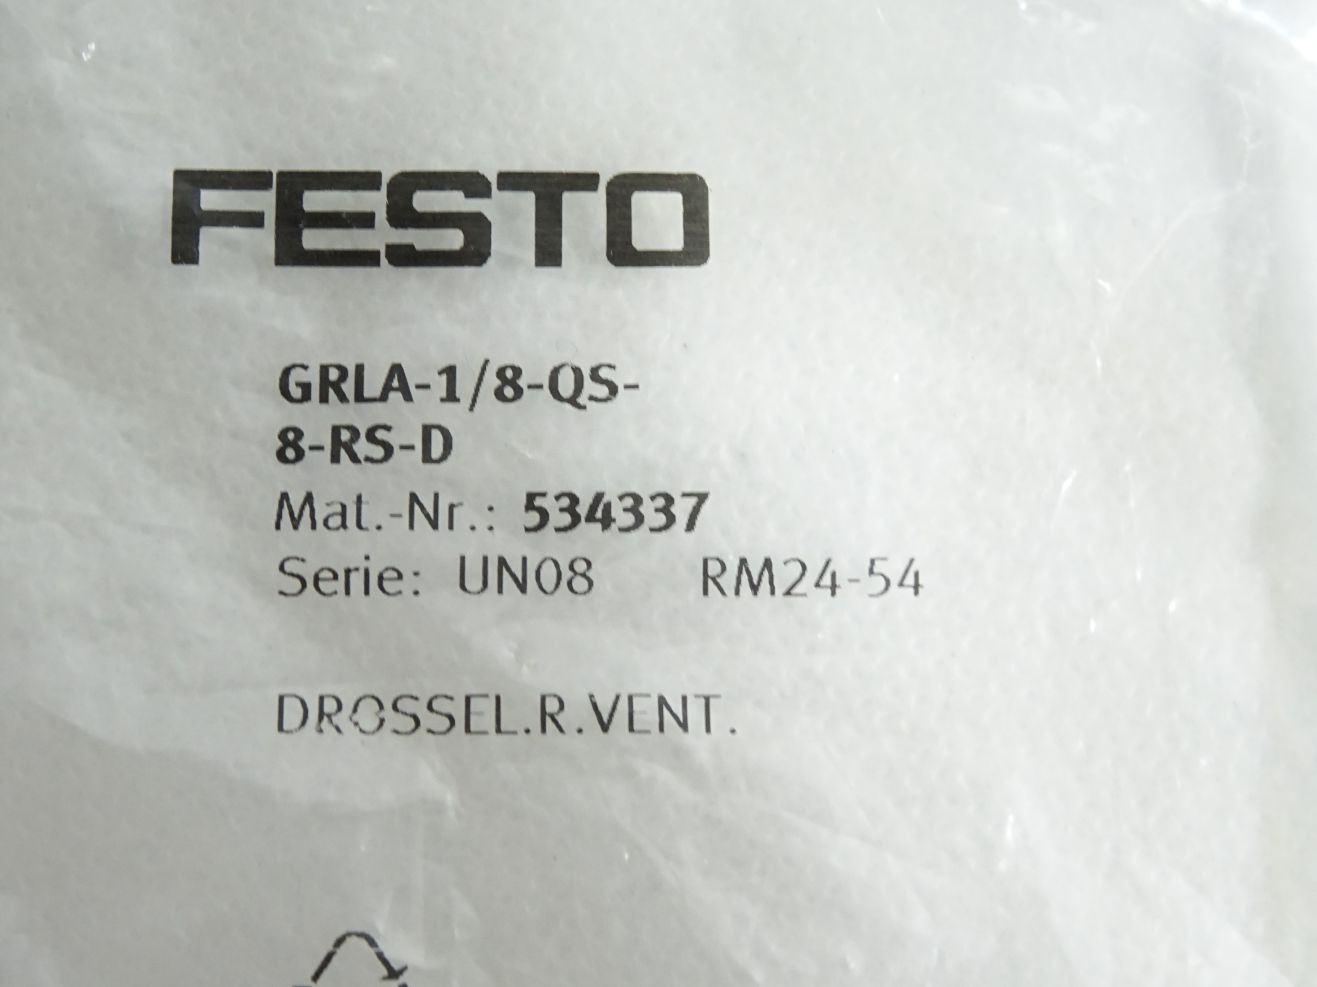 FESTO
GRLA-1/8-QS-
8-RS-D
Mat.-Nr.: 534337
Serie: UN08 RM24-54
DROSSEL.R.VENT.